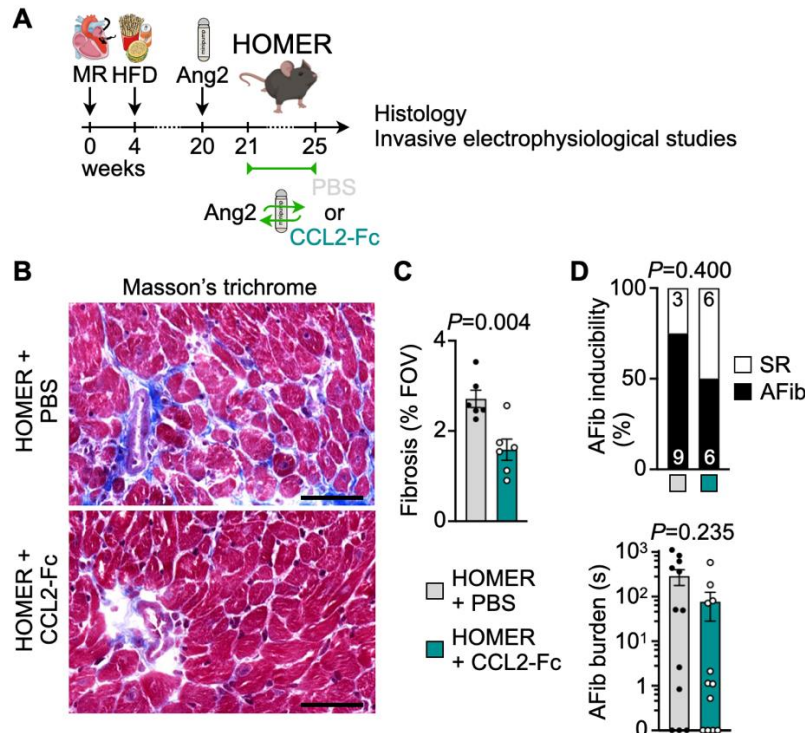 A
MR HFD Ang2 HOMER
0 4 20 21 25
weeks
Histology
Invasive electrophysiological studies
PBS
Ang2 or
CCL2-Fc
B
Masson's trichrome
HOMER +
PBS
HOMER +
CCL2-Fc
C
P=0.004
Fibrosis (% FOV)
4
2
0
HOMER
+ PBS
HOMER
+ CCL2-Fc
D
P=0.400
AFib inducibility
(%)
100
50
0
3 6
9 6
SR
AFib
P=0.235
AFib burden (s)
10³
10²
10¹
1
0